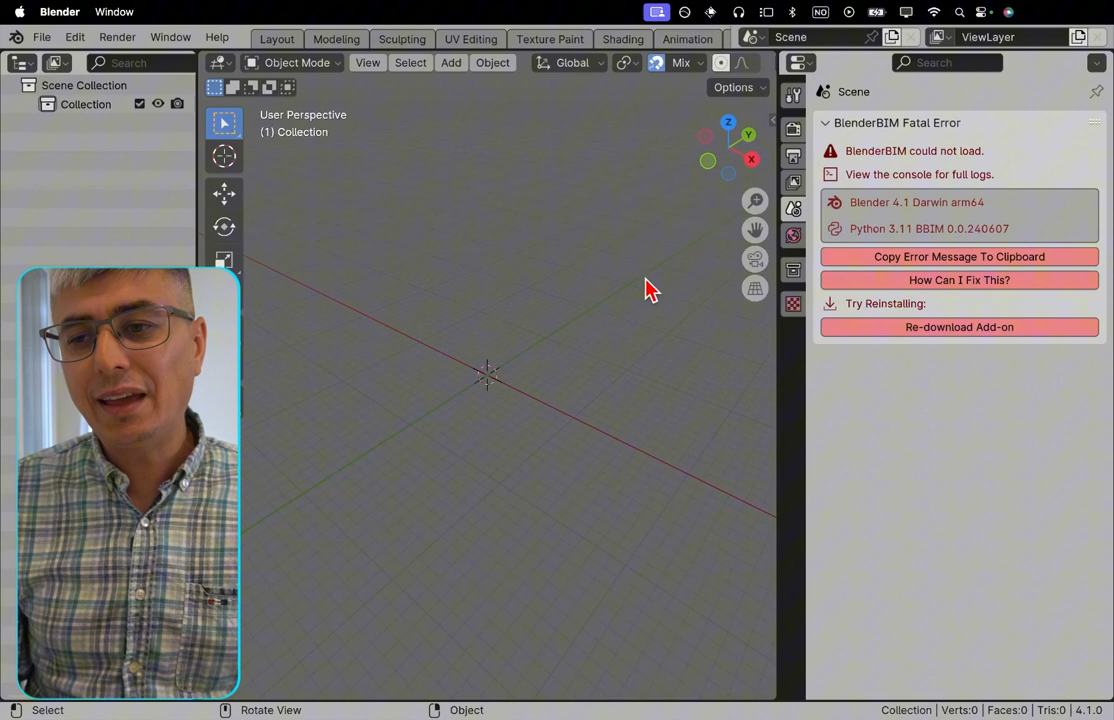 Blender Window NO
File Edit Render Window Help Layout Modeling Sculpting UV Editing Texture Paint Shading Animation Scene ViewLayer
Search Object Mode View Select Add Object Global Mix Search
Options
Scene Collection
Collection
User Perspective
(1) Collection
Z
Y
X
Scene
BlenderBIM Fatal Error
BlenderBIM could not load.
View the console for full logs.
Blender 4.1 Darwin arm64
Python 3.11 BBIM 0.0.240607
Copy Error Message To Clipboard
How Can I Fix This?
Try Reinstalling:
Re-download Add-on
Select Rotate View Object Collection | Verts:0 | Faces:0 | Tris:0 | 4.1.0